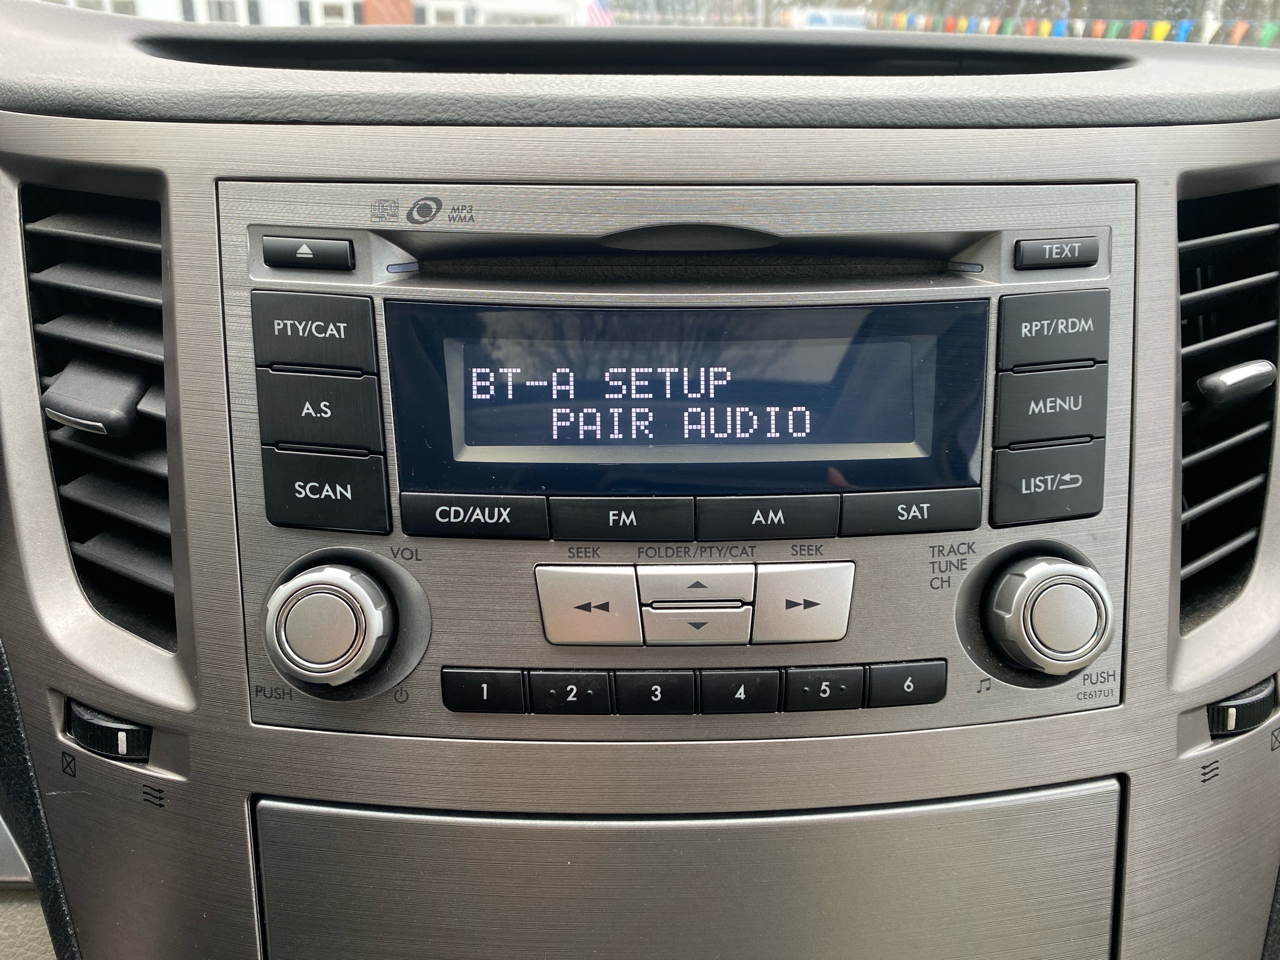 MP3
WMA
TEXT
PTY/CAT
A.S
SCAN
BT-A SETUP
PAIR AUDIO
RPT/RDM
MENU
LIST/
CD/AUX
FM
AM
SAT
VOL
SEEK
FOLDER/PTY/CAT
SEEK
TRACK
TUNE
CH
PUSH
1
2
3
4
5
6
PUSH
CE617U1